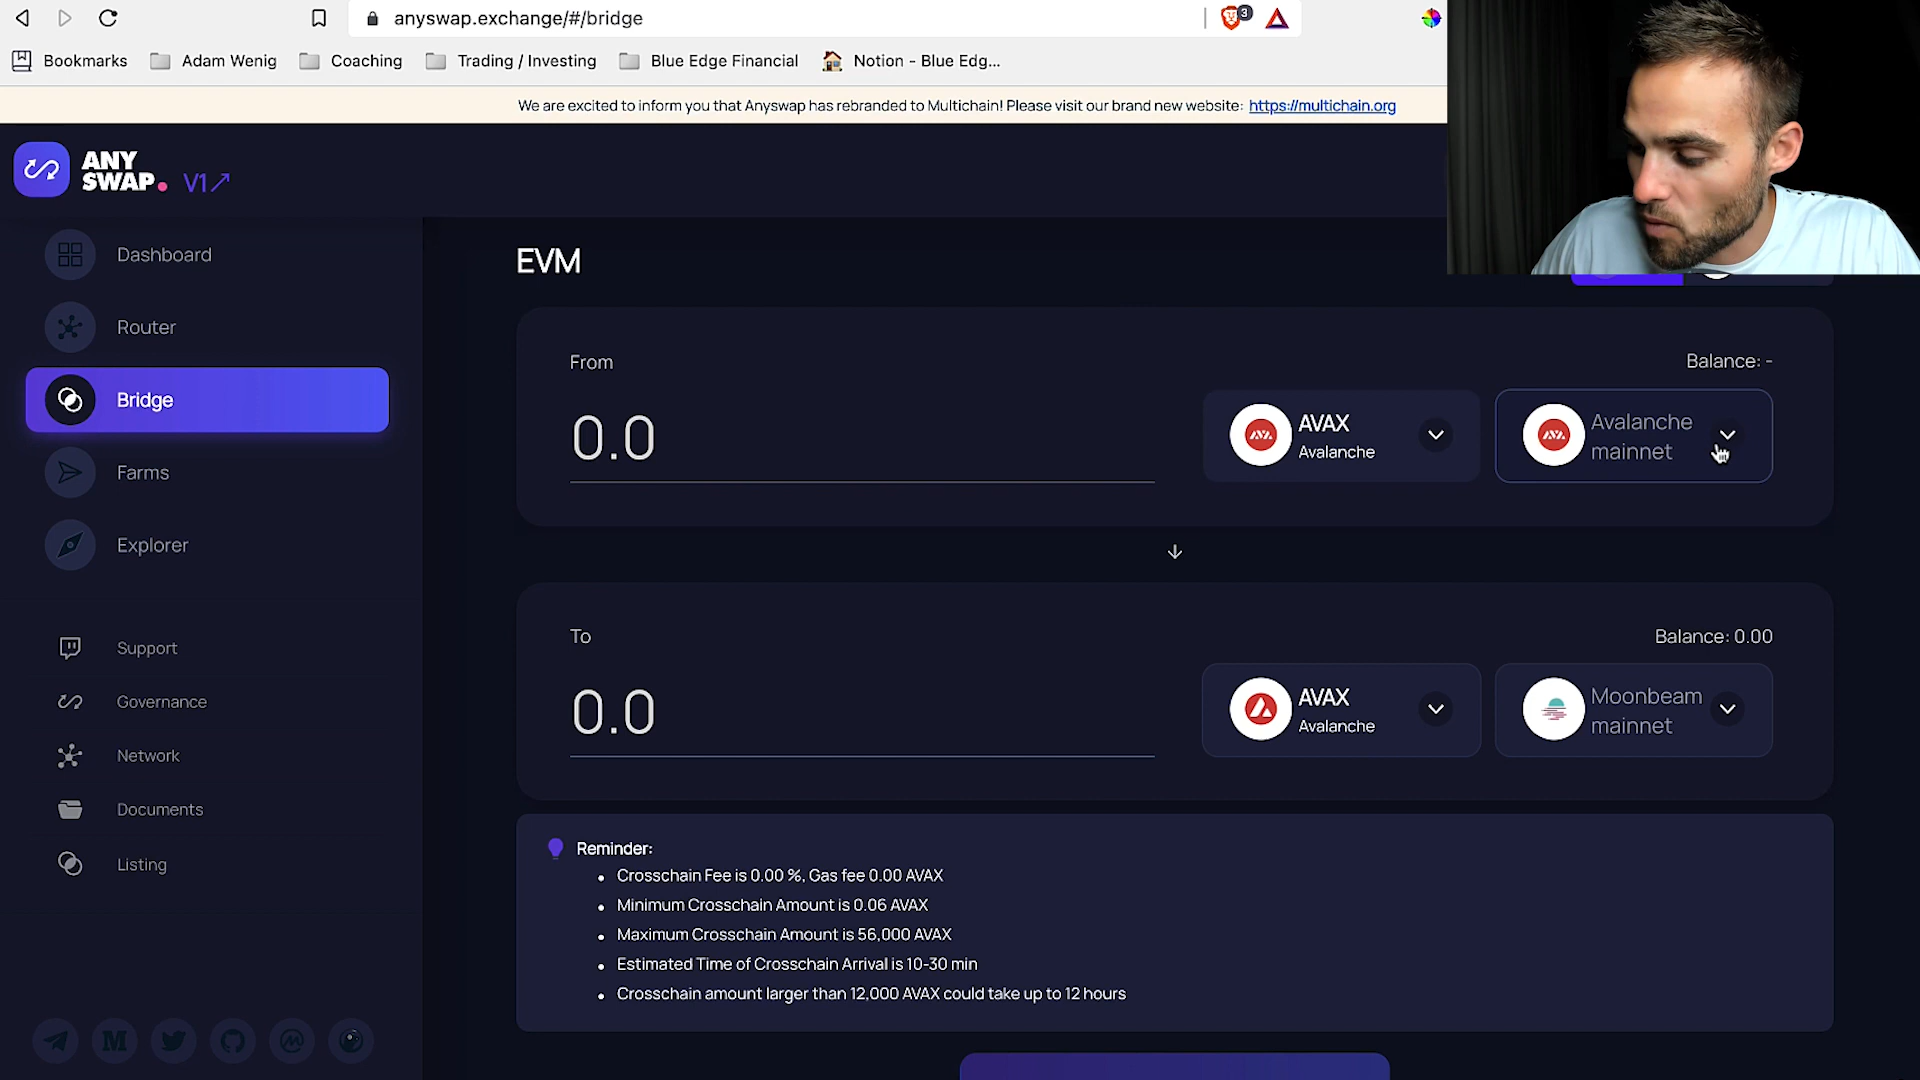 anyswap.exchange/#/bridge
3
Bookmarks
Adam Wenig
Coaching
Trading / Investing
Blue Edge Financial
Notion - Blue Edg...
We are excited to inform you that Anyswap has rebranded to Multichain! Please visit our brand new website: https://multichain.org
ANY
SWAP.
V1
Dashboard
Router
Bridge
Farms
Explorer
Support
Governance
Network
Documents
Listing
EVM
From
Balance: -
0.0
AVAX
Avalanche
Avalanche
mainnet
To
Balance: 0.00
0.0
AVAX
Avalanche
Moonbeam
mainnet
Reminder:
Crosschain Fee is 0.00 %, Gas fee 0.00 AVAX
Minimum Crosschain Amount is 0.06 AVAX
Maximum Crosschain Amount is 56,000 AVAX
Estimated Time of Crosschain Arrival is 10-30 min
Crosschain amount larger than 12,000 AVAX could take up to 12 hours